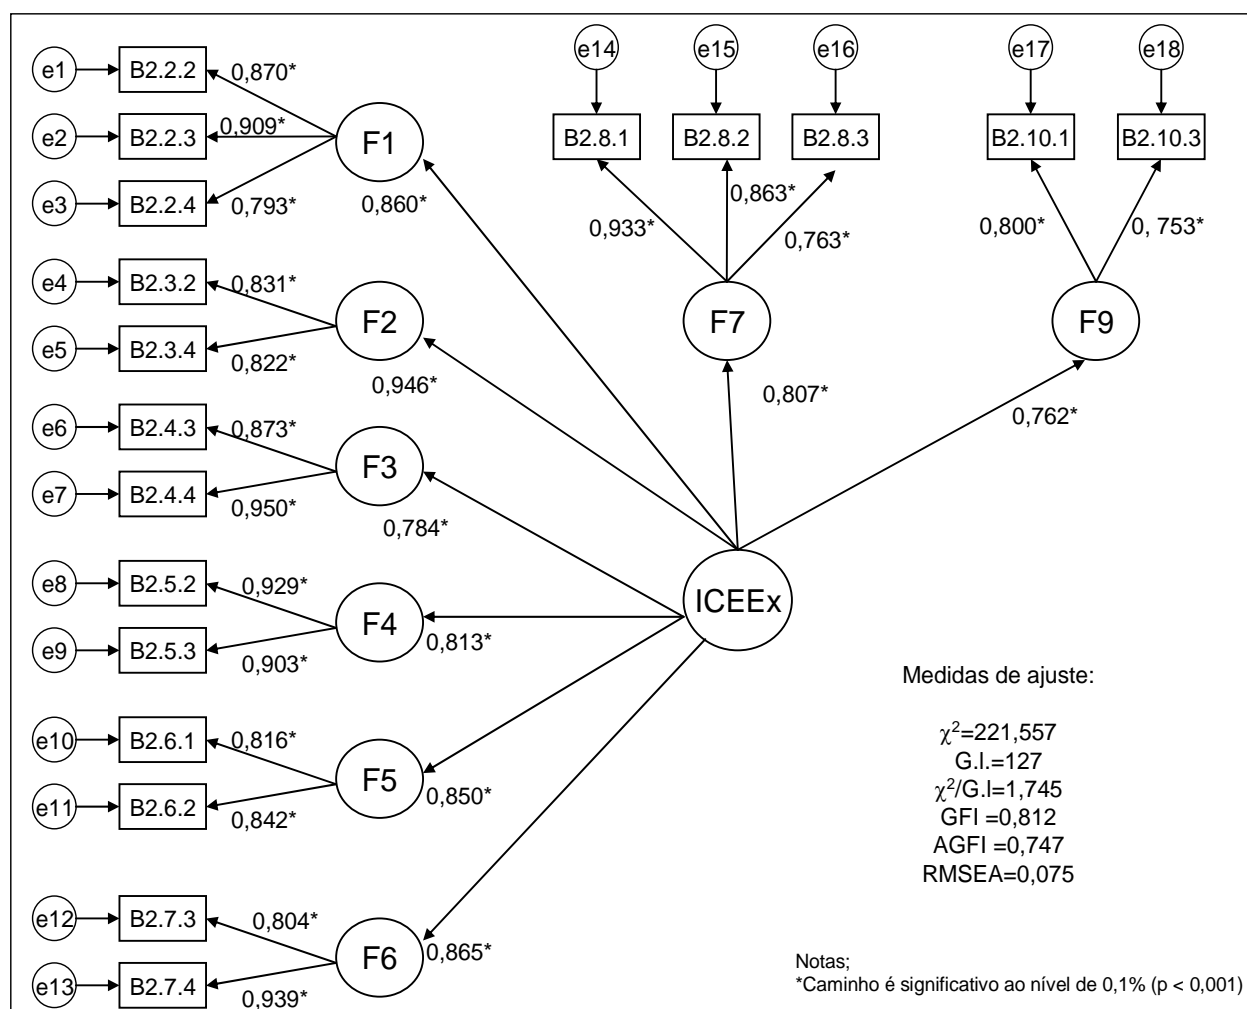 e1
B2.2.2
0,870*
e2
B2.2.3
0,909*
F1
e3
B2.2.4
0,793*
0,860*
e4
B2.3.2
0,831*
F2
e5
B2.3.4
0,822*
0,946*
e6
B2.4.3
0,873*
F3
e7
B2.4.4
0,950*
0,784*
e8
B2.5.2
0,929*
F4
e9
B2.5.3
0,903*
0,813*
e10
B2.6.1
0,816*
F5
e11
B2.6.2
0,842*
0,850*
e12
B2.7.3
0,804*
F6
0,865*
e13
B2.7.4
0,939*
e14
e15
e16
B2.8.1
B2.8.2
B2.8.3
0,933*
0,863*
0,763*
F7
0,807*
e17
e18
B2.10.1
B2.10.3
0,800*
0, 753*
F9
0,762*
ICEEx
Medidas de ajuste:
χ²=221,557
G.l.=127
χ²/G.l=1,745
GFI =0,812
AGFI =0,747
RMSEA=0,075
Notas;
*Caminho é significativo ao nível de 0,1% (p < 0,001)